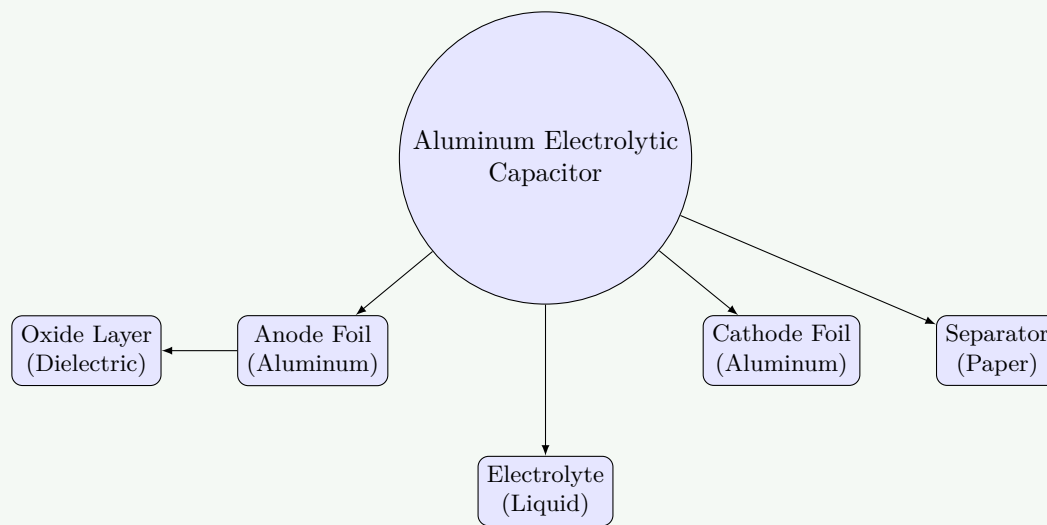 Aluminum Electrolytic
Capacitor
Oxide Layer
(Dielectric)
Anode Foil
(Aluminum)
Cathode Foil
(Aluminum)
Separator
(Paper)
Electrolyte
(Liquid)